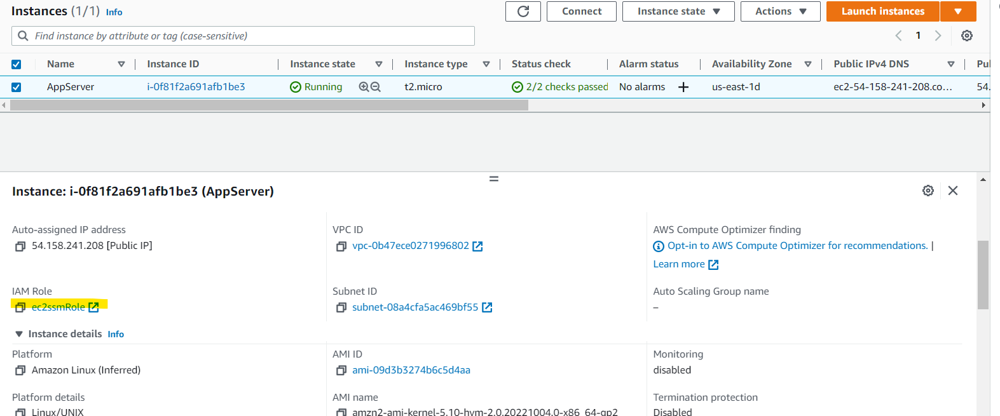 Instances (1/1) Info
Connect Instance state Actions Launch instances
Find instance by attribute or tag (case-sensitive)
1
Name Instance ID Instance state Instance type Status check Alarm status Availability Zone Public IPv4 DNS
AppServer i-0f81f2a691afb1be3 Running t2.micro 2/2 checks passed No alarms us-east-1d ec2-54-158-241-208.co... 54.
Instance: i-0f81f2a691afb1be3 (AppServer)
Auto-assigned IP address VPC ID AWS Compute Optimizer finding
54.158.241.208 [Public IP] vpc-0b47ece0271996802 Opt-in to AWS Compute Optimizer for recommendations. |
Learn more
IAM Role Subnet ID Auto Scaling Group name
ec2ssmRole subnet-08a4cfa5ac469bf55 –
Instance details Info
Platform AMI ID Monitoring
Amazon Linux (Inferred) ami-09d3b3274b6c5d4aa disabled
Platform details AMI name Termination protection
Linux/UNIX amzn2-ami-kernel-5.10-hvm-2.0.20221004.0-x86_64-gp2 Disabled